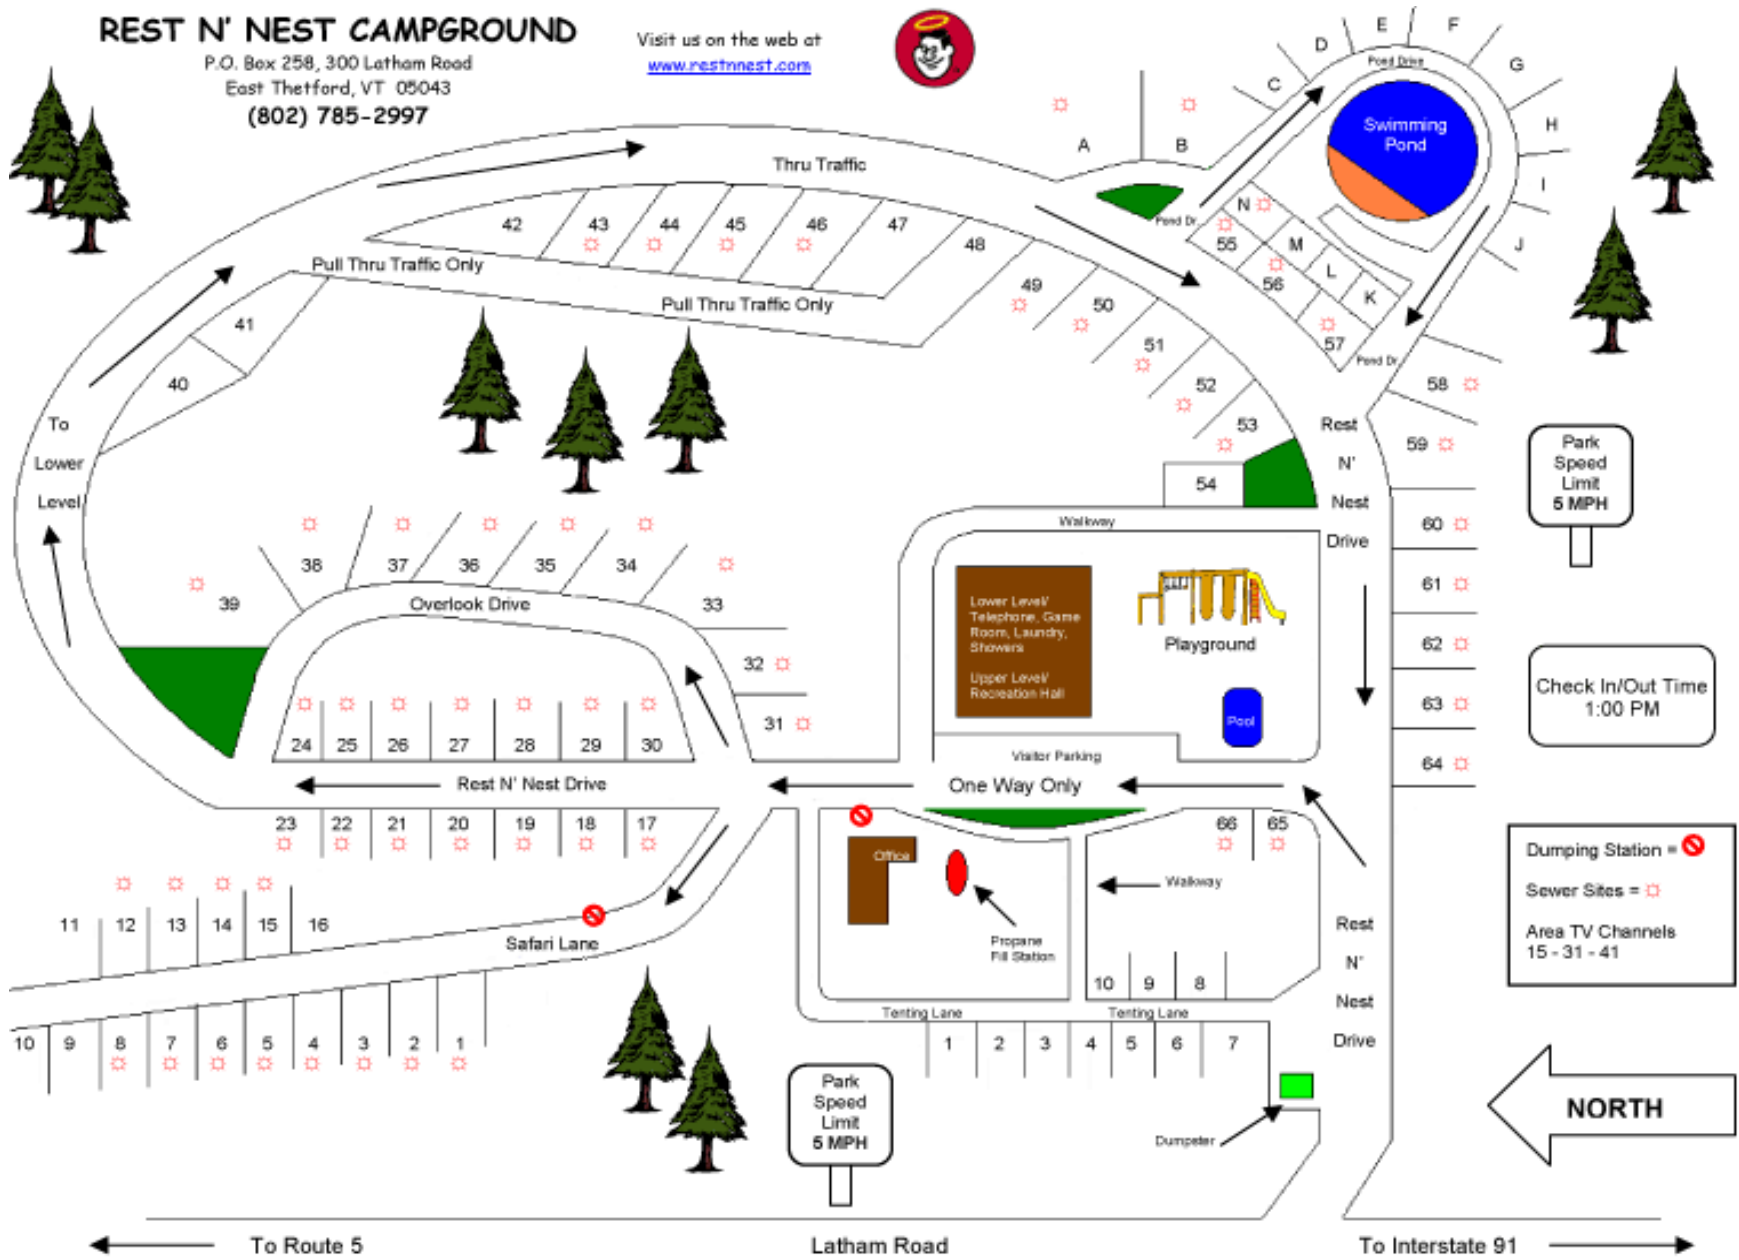 REST N' NEST CAMPGROUND
P.O. Box 258, 300 Latham Road
East Thetford, VT 05043
(802) 785-2997
Visit us on the web at
www.restnnest.com
C
D
E
F
G
H
I
J
Pond Drive
Swimming
Pond
A
B
Thru Traffic
42
43
44
45
46
47
48
Pond Dr
N
55
M
L
K
56
57
Pond Dr
Pull Thru Traffic Only
Pull Thru Traffic Only
41
40
49
50
51
52
53
54
58
59
60
61
62
63
64
To
Lower
Level
Rest
N'
Nest
Drive
Park
Speed
Limit
5 MPH
Walkway
38
37
36
35
34
39
33
32
31
Overlook Drive
Lower Level/
Telephone, Game
Room, Laundry,
Showers
Upper Level/
Recreation Hall
Playground
Pool
Check In/Out Time
1:00 PM
24
25
26
27
28
29
30
Visitor Parking
Rest N' Nest Drive
One Way Only
23
22
21
20
19
18
17
66
65
Office
Walkway
Propane
Fill Station
Dumping Station =
Sewer Sites =
Area TV Channels
15 - 31 - 41
11
12
13
14
15
16
Safari Lane
10
9
8
Rest
N'
Nest
Drive
Tenting Lane
Tenting Lane
10
9
8
7
6
5
4
3
2
1
1
2
3
4
5
6
7
Park
Speed
Limit
5 MPH
Dumpster
NORTH
To Route 5
Latham Road
To Interstate 91